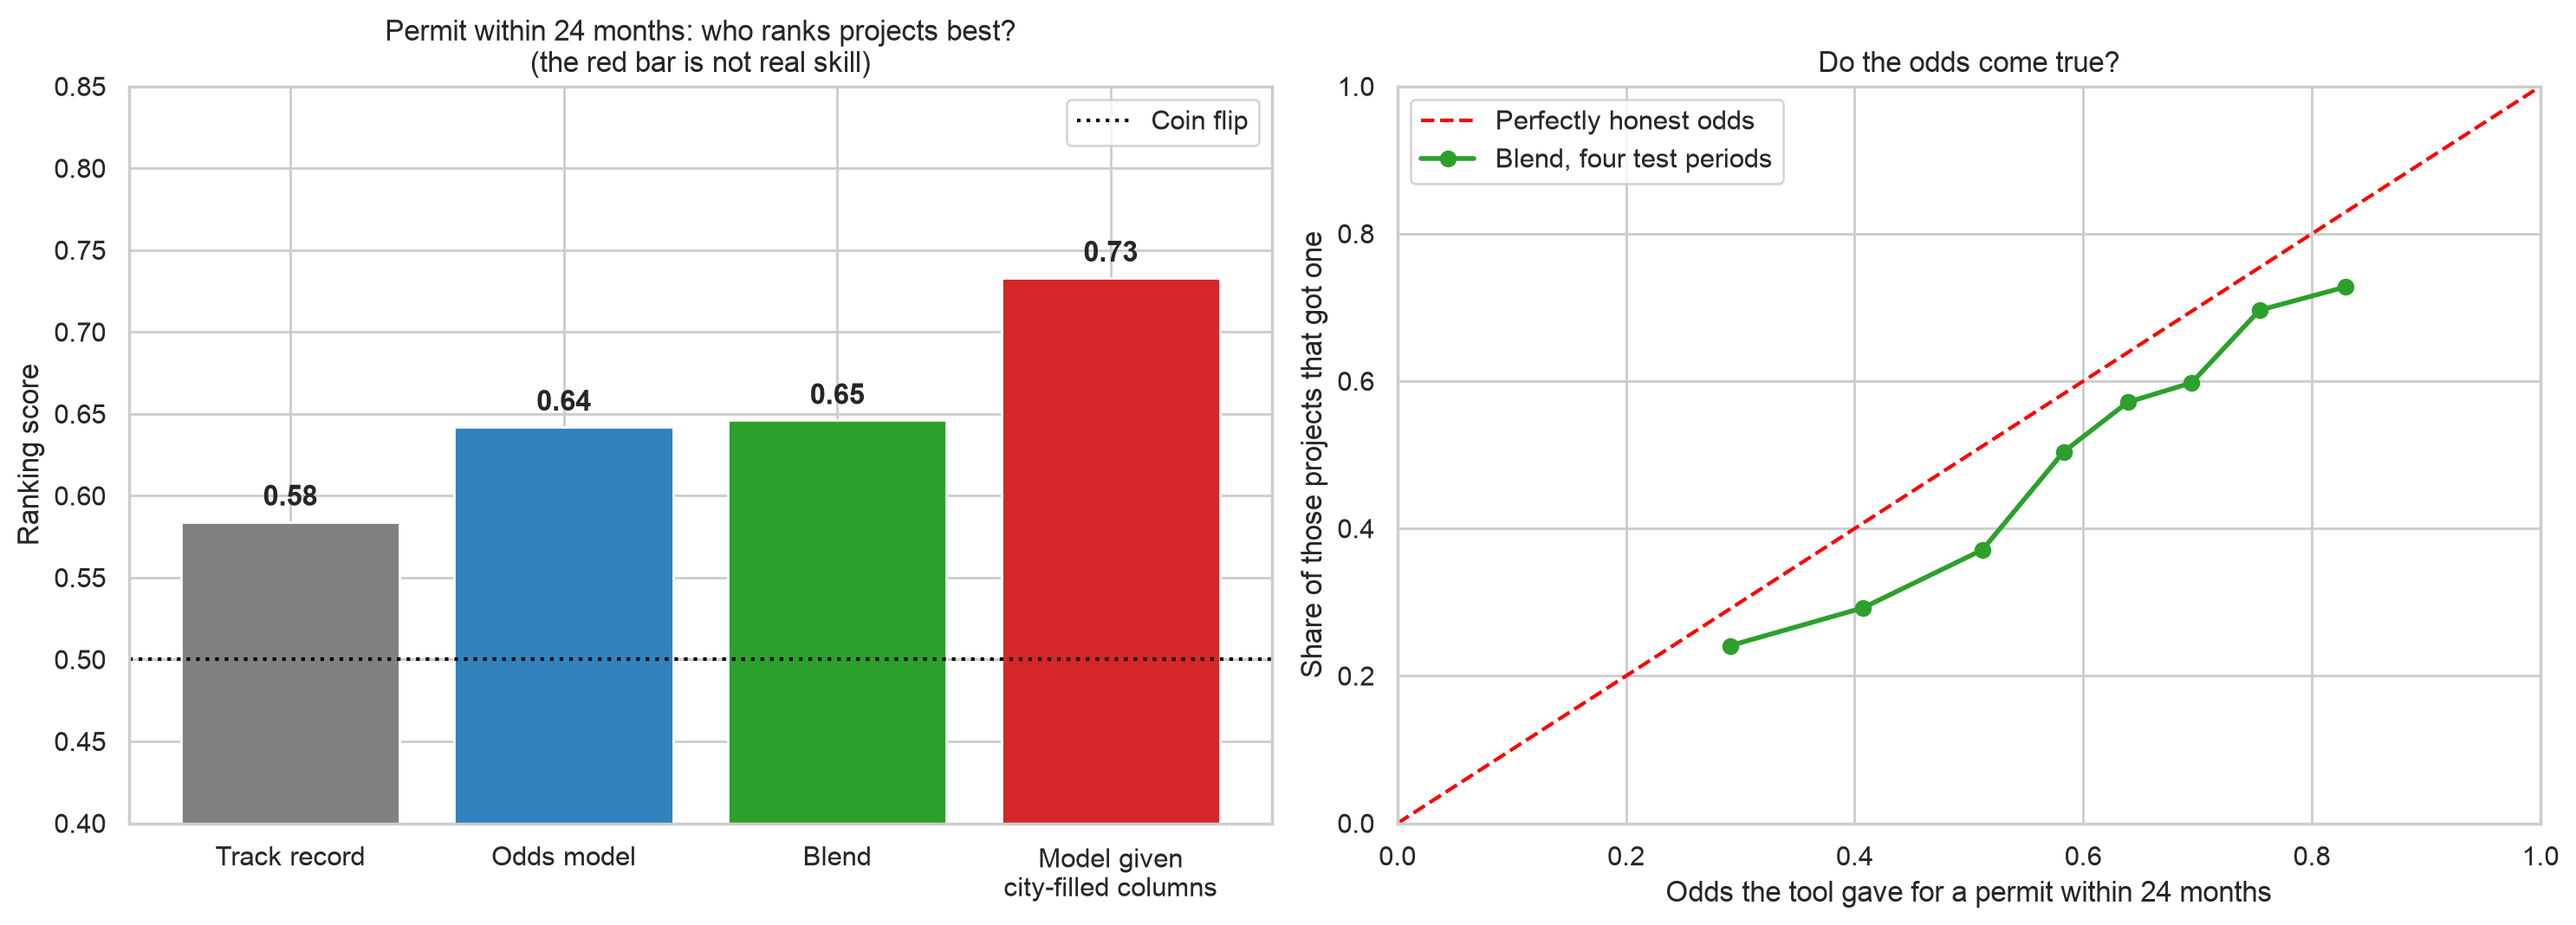 Permit within 24 months: who ranks projects best?
(the red bar is not real skill)
Ranking score
0.85
0.80
0.75
0.70
0.65
0.60
0.55
0.50
0.45
0.40
Coin flip
0.58
0.64
0.65
0.73
Track record
Odds model
Blend
Model given
city-filled columns
Do the odds come true?
Share of those projects that got one
1.0
0.8
0.6
0.4
0.2
0.0
Perfectly honest odds
Blend, four test periods
0.0
0.2
0.4
0.6
0.8
1.0
Odds the tool gave for a permit within 24 months